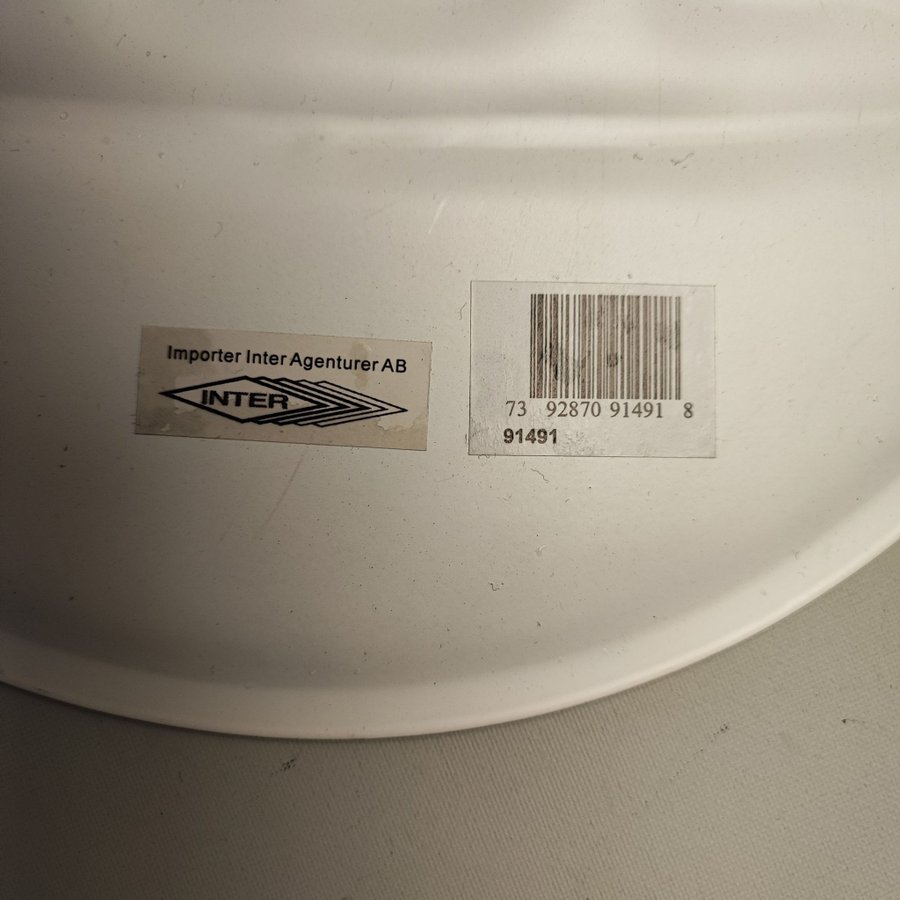 Importer Inter Agenturer AB
INTER
73 92870 91491 8
91491